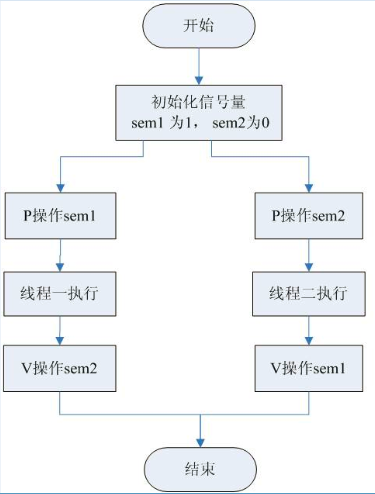 开始
初始化信号量
sem1 为1， sem2为0
P操作sem1
P操作sem2
线程一执行
线程二执行
V操作sem2
V操作sem1
结束